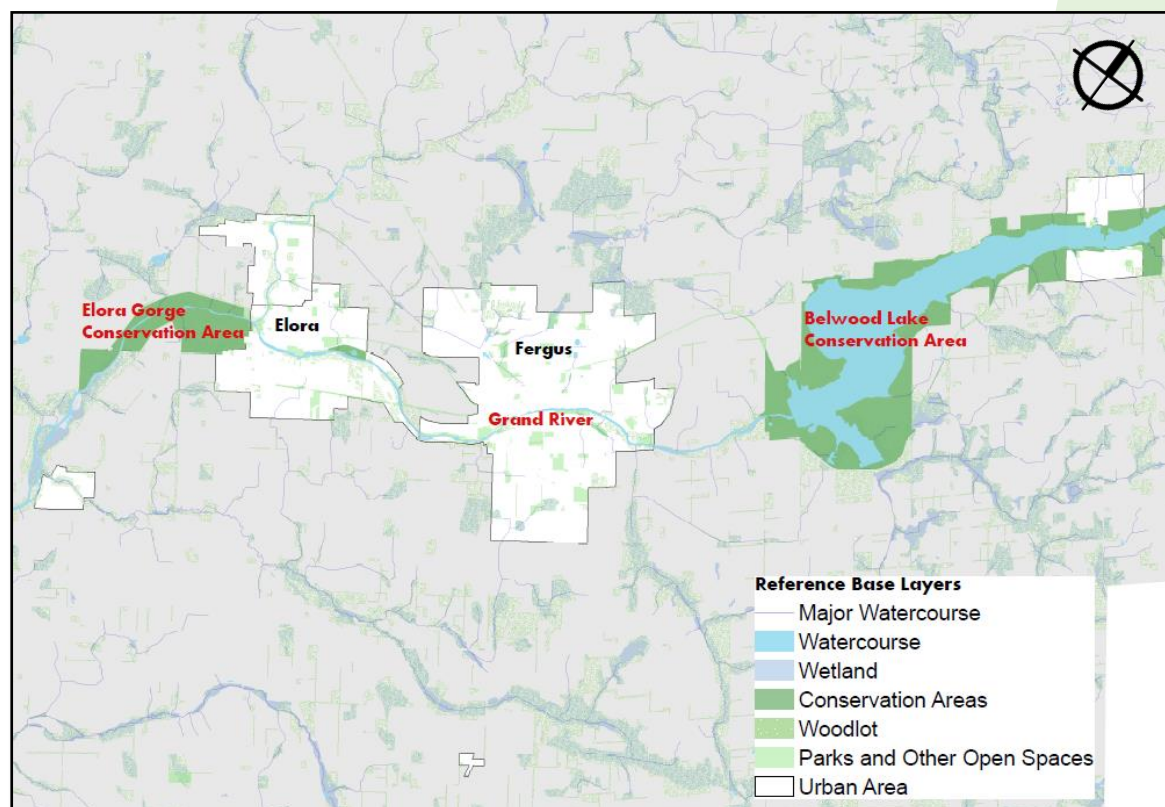 Elora Gorge
Conservation Area
Elora
Fergus
Grand River
Belwood Lake
Conservation Area
Reference Base Layers
Major Watercourse
Watercourse
Wetland
Conservation Areas
Woodlot
Parks and Other Open Spaces
Urban Area